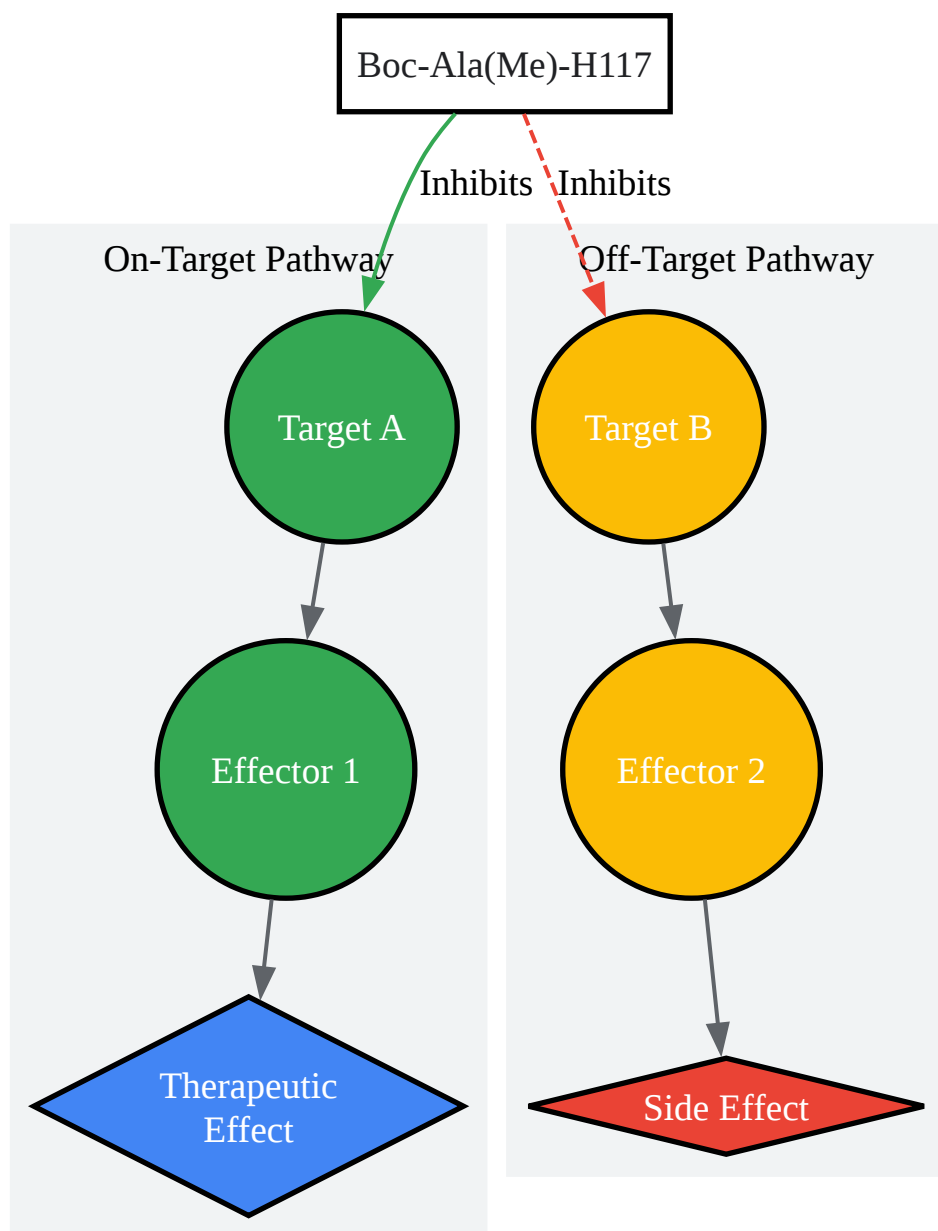 Boc-Ala(Me)-H117
Inhibits
Inhibits
On-Target Pathway
Off-Target Pathway
Target A
Target B
Effector 1
Effector 2
Therapeutic
Effect
Side Effect